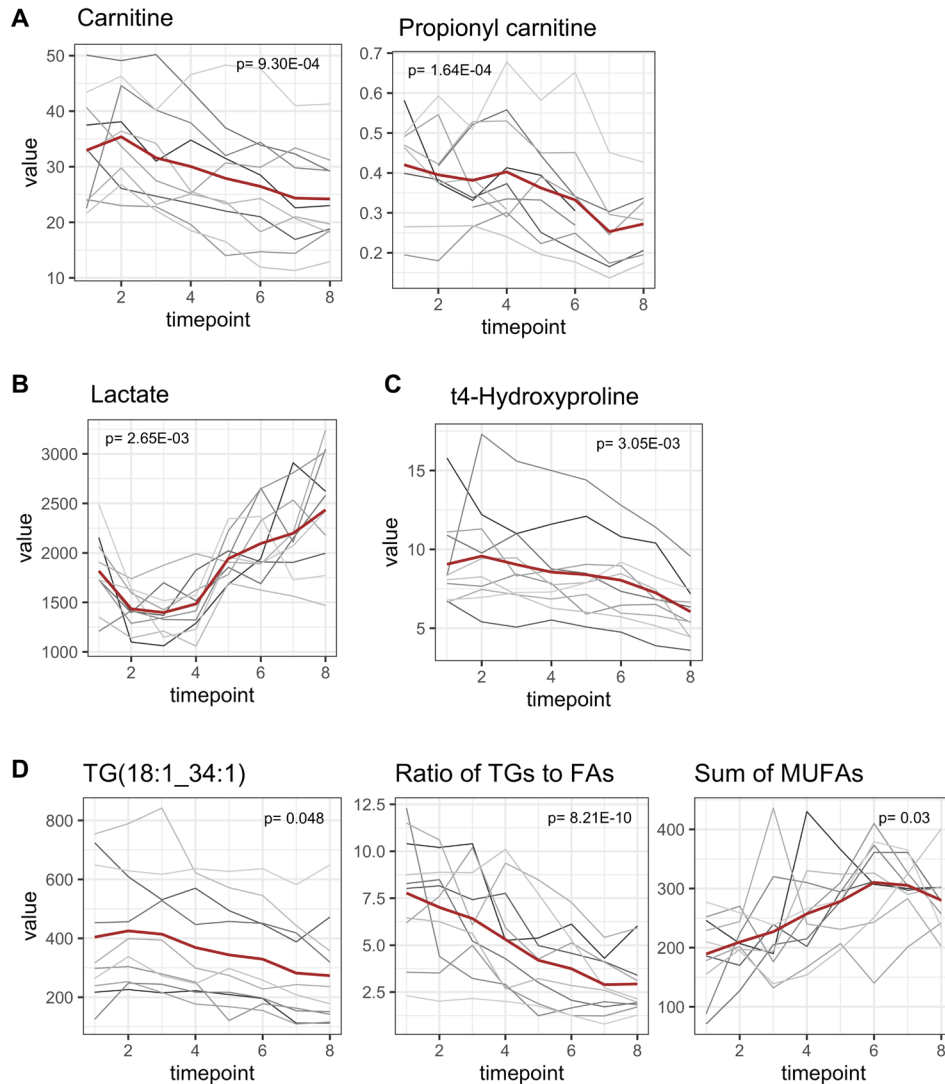 A
Carnitine
Propionyl carnitine
p= 9.30E-04
p= 1.64E-04
value
50
40
30
20
10
0.7
0.6
0.5
0.4
0.3
0.2
2 4 6 8
2 4 6 8
timepoint
timepoint
B
Lactate
C
t4-Hydroxyproline
p= 2.65E-03
p= 3.05E-03
value
3000
2500
2000
1500
1000
value
15
10
5
2 4 6 8
2 4 6 8
timepoint
timepoint
D
TG(18:1_34:1)
Ratio of TGs to FAs
Sum of MUFAs
p= 0.048
p= 8.21E-10
p= 0.03
value
800
600
400
200
12.5
10.0
7.5
5.0
2.5
400
300
200
100
2 4 6 8
2 4 6 8
2 4 6 8
timepoint
timepoint
timepoint